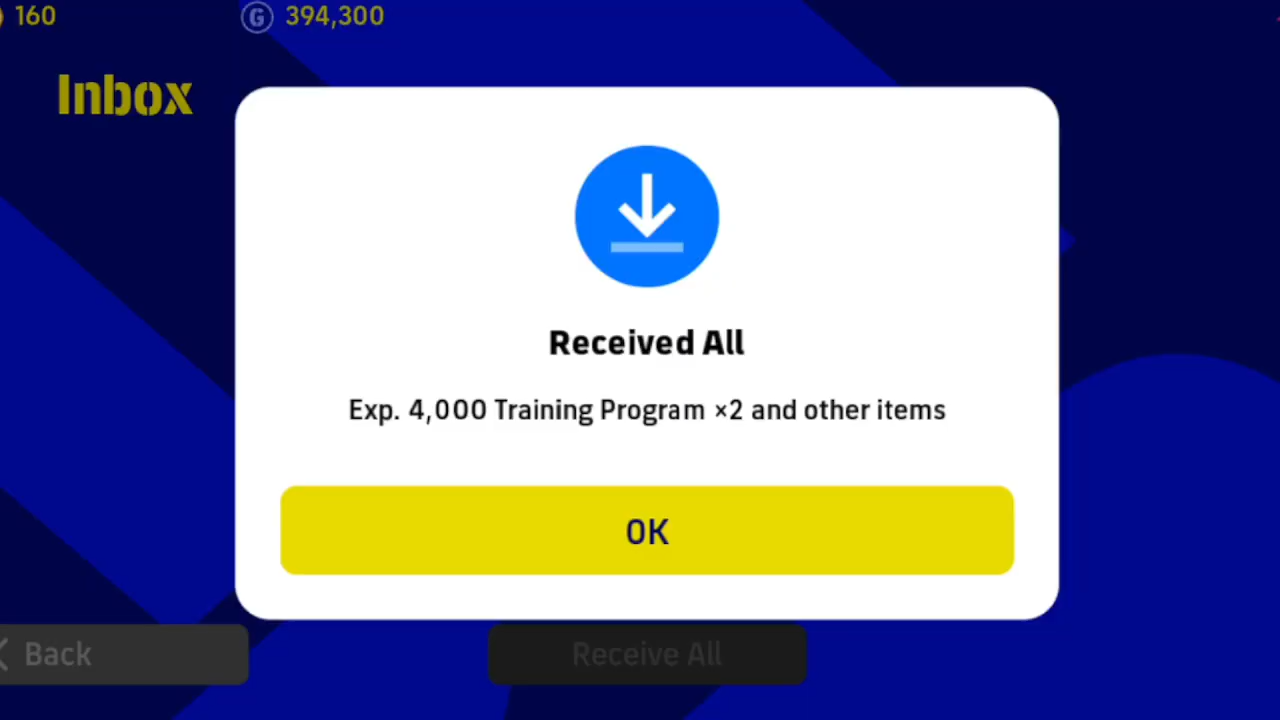 160
G 394,300
Inbox
Received All
Exp. 4,000 Training Program ×2 and other items
OK
Back
Receive All